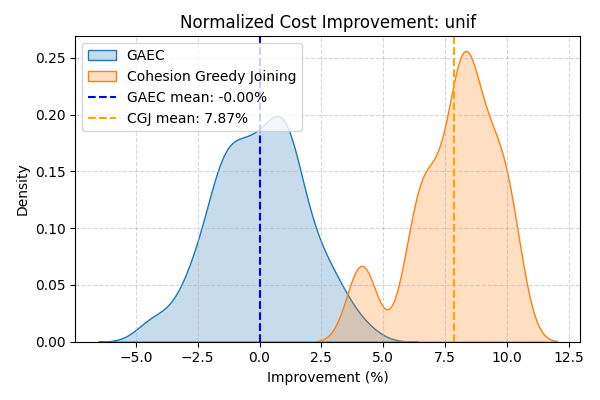 Normalized Cost Improvement: unif
GAEC
Cohesion Greedy Joining
GAEC mean: -0.00%
CGJ mean: 7.87%
Density
0.25
0.20
0.15
0.10
0.05
0.00
−5.0 −2.5 0.0 2.5 5.0 7.5 10.0 12.5
Improvement (%)